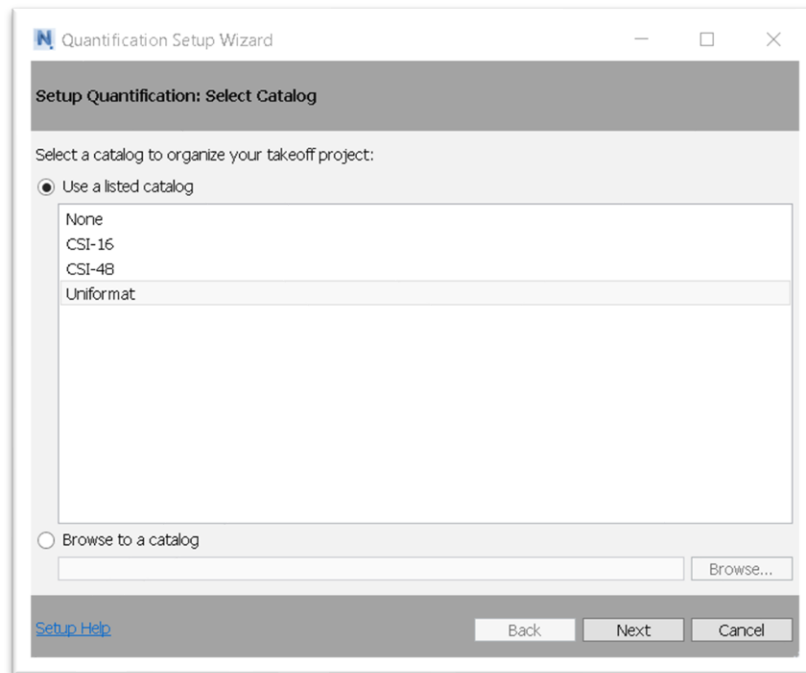 Quantification Setup Wizard
Setup Quantification: Select Catalog
Select a catalog to organize your takeoff project:
Use a listed catalog
None
CSI-16
CSI-48
Uniformat
Browse to a catalog
Browse...
Setup Help
Back
Next
Cancel